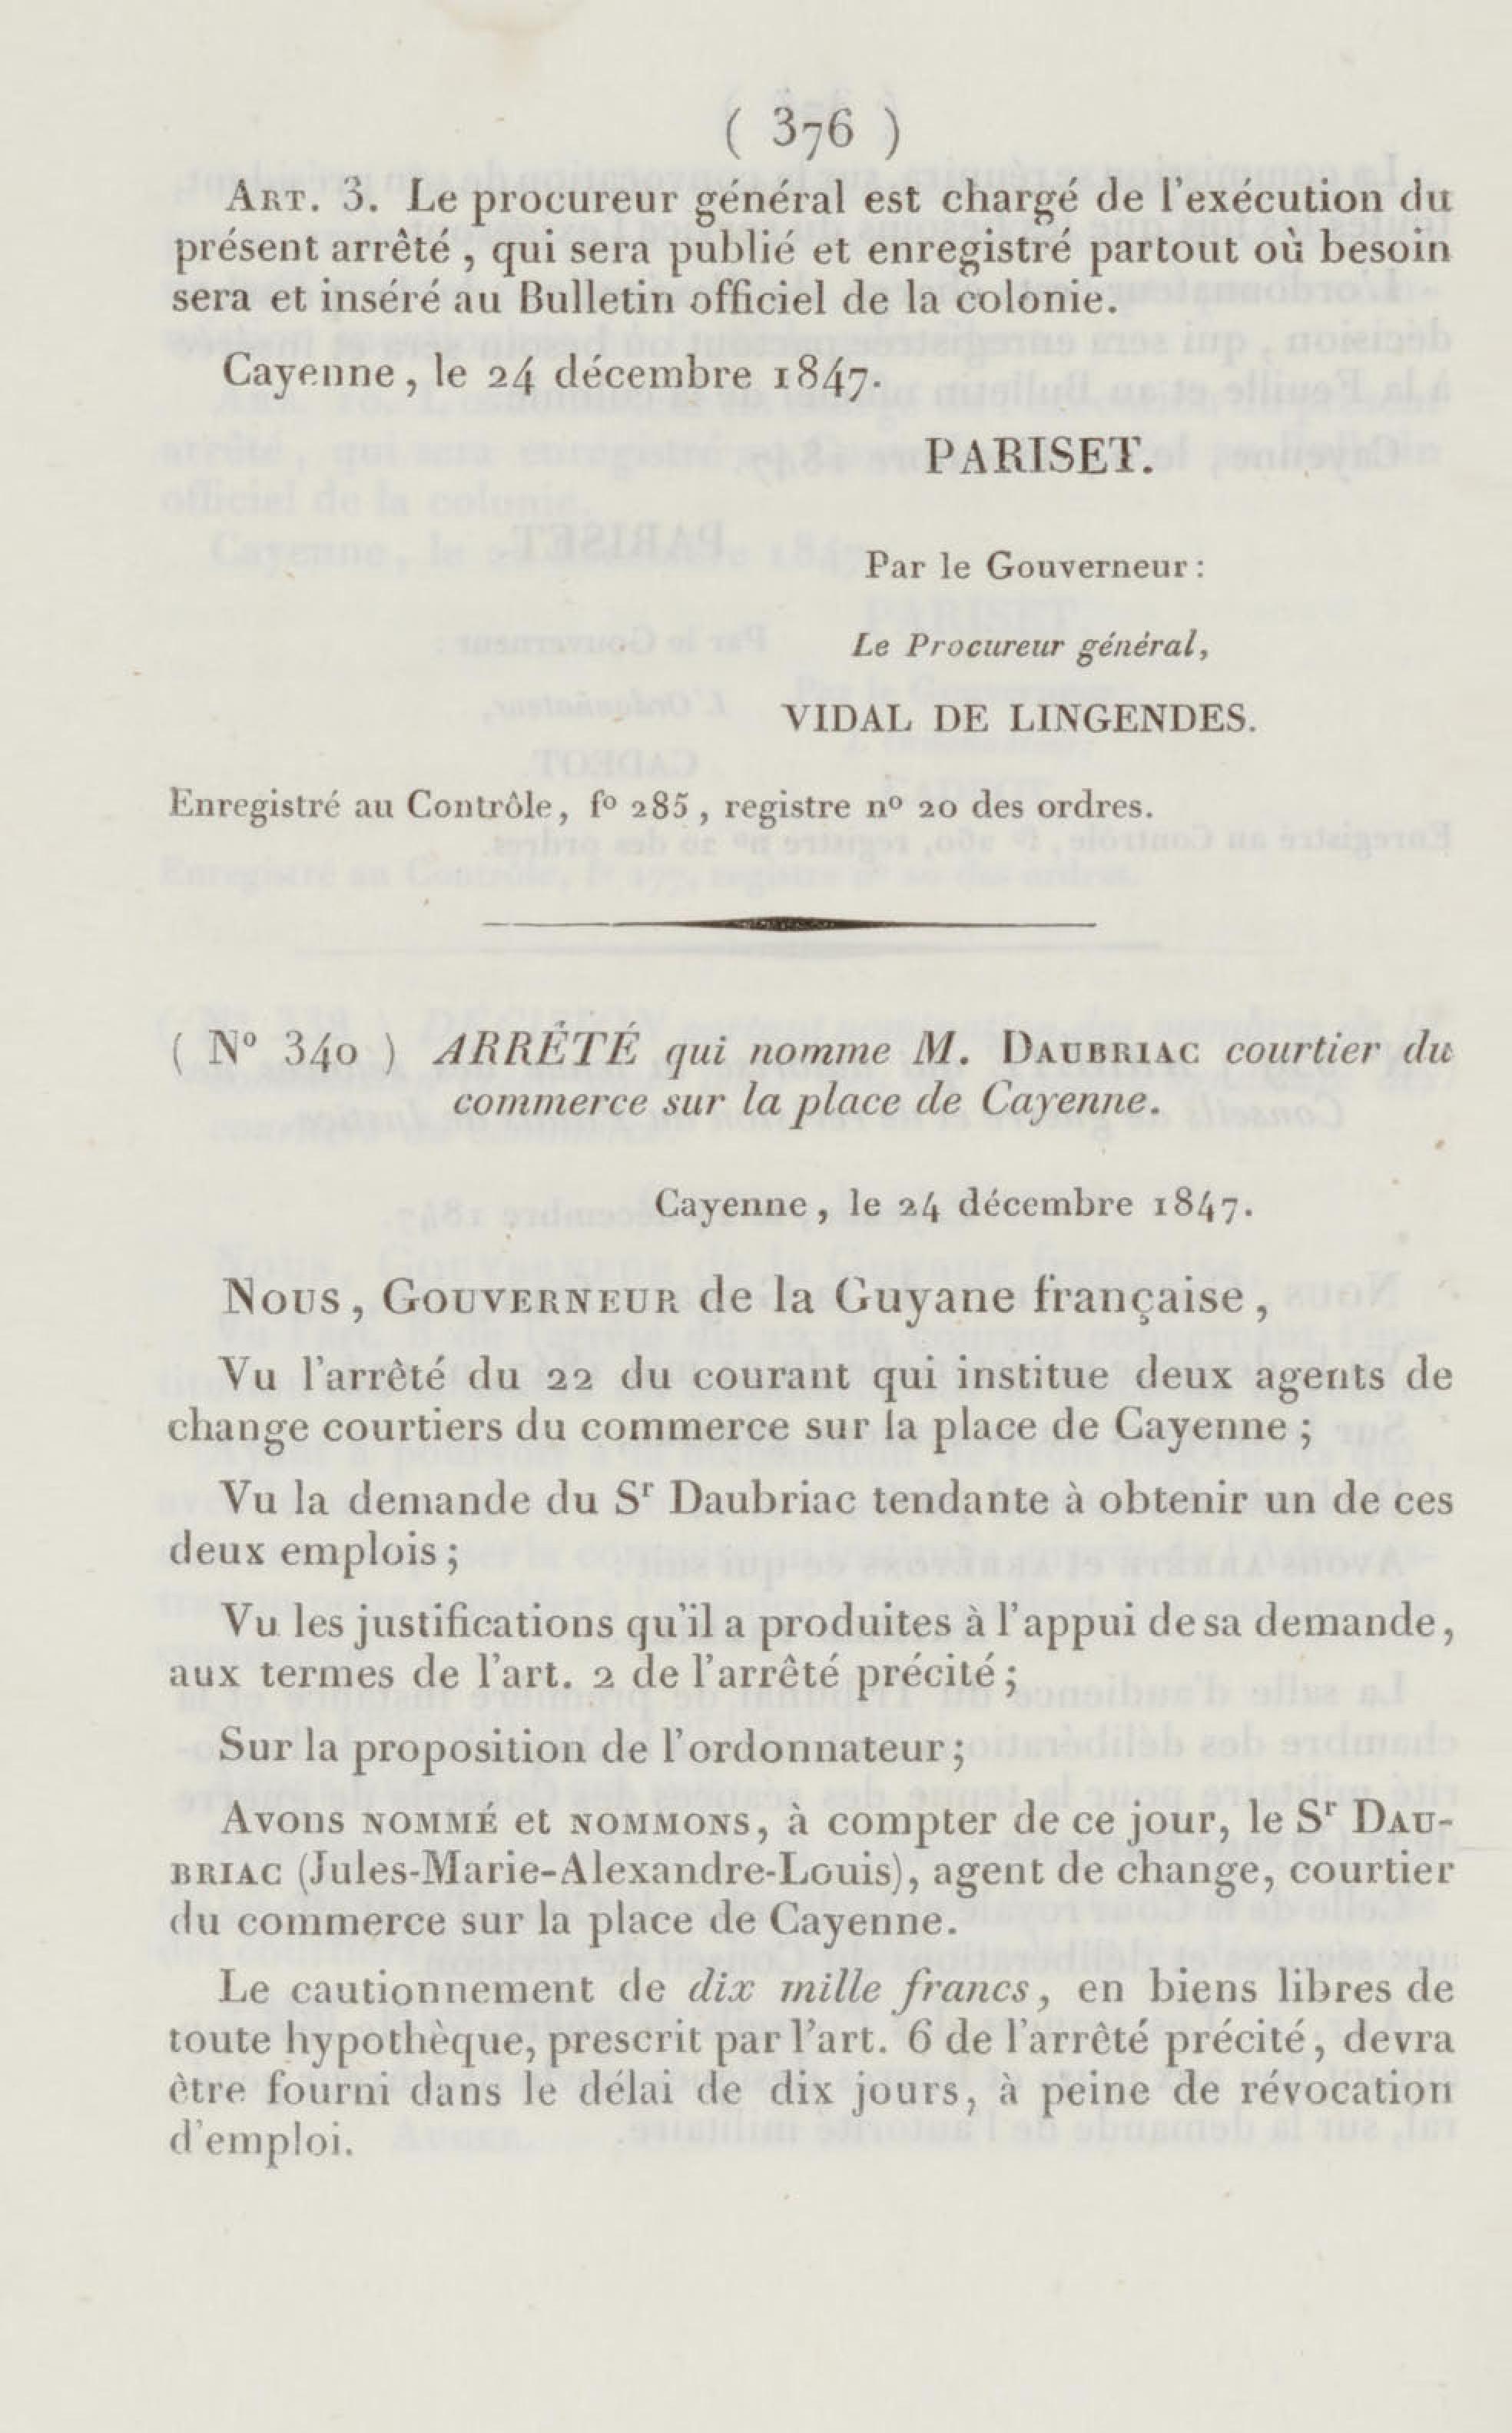 ( 376 )
ART. 3. Le procureur général est chargé de l'exécution du
présent arrêté, qui sera publié et enregistré partout où besoin
sera et inséré au Bulletin officiel de la colonie.
Cayenne, le 24 décembre 1847.
PARISET.
Par le Gouverneur :
Le Procureur général,
VIDAL DE LINGENDES.
Enregistré au Contrôle, fº 285, registre nº 20 des ordres.
( Nº 340 ) ARRÊTÉ qui nomme M. DAUBRIAC courtier du
commerce sur la place de Cayenne.
Cayenne, le 24 décembre 1847.
NOUS, GOUVERNEUR de la Guyane française,
Vu l'arrêté du 22 du courant qui institue deux agents de
change courtiers du commerce sur la place de Cayenne ;
Vu la demande du Sr Daubriac tendante à obtenir un de ces
deux emplois ;
Vu les justifications qu'il a produites à l'appui de sa demande,
aux termes de l'art. 2 de l'arrêté précité ;
Sur la proposition de l'ordonnateur ;
Avons NOMMÉ et NOMMONS, à compter de ce jour, le Sr DAU-
BRIAC (Jules-Marie-Alexandre-Louis), agent de change, courtier
du commerce sur la place de Cayenne.
Le cautionnement de dix mille francs, en biens libres de
toute hypothèque, prescrit par l'art. 6 de l'arrêté précité, devra
être fourni dans le délai de dix jours, à peine de révocation
d'emploi.